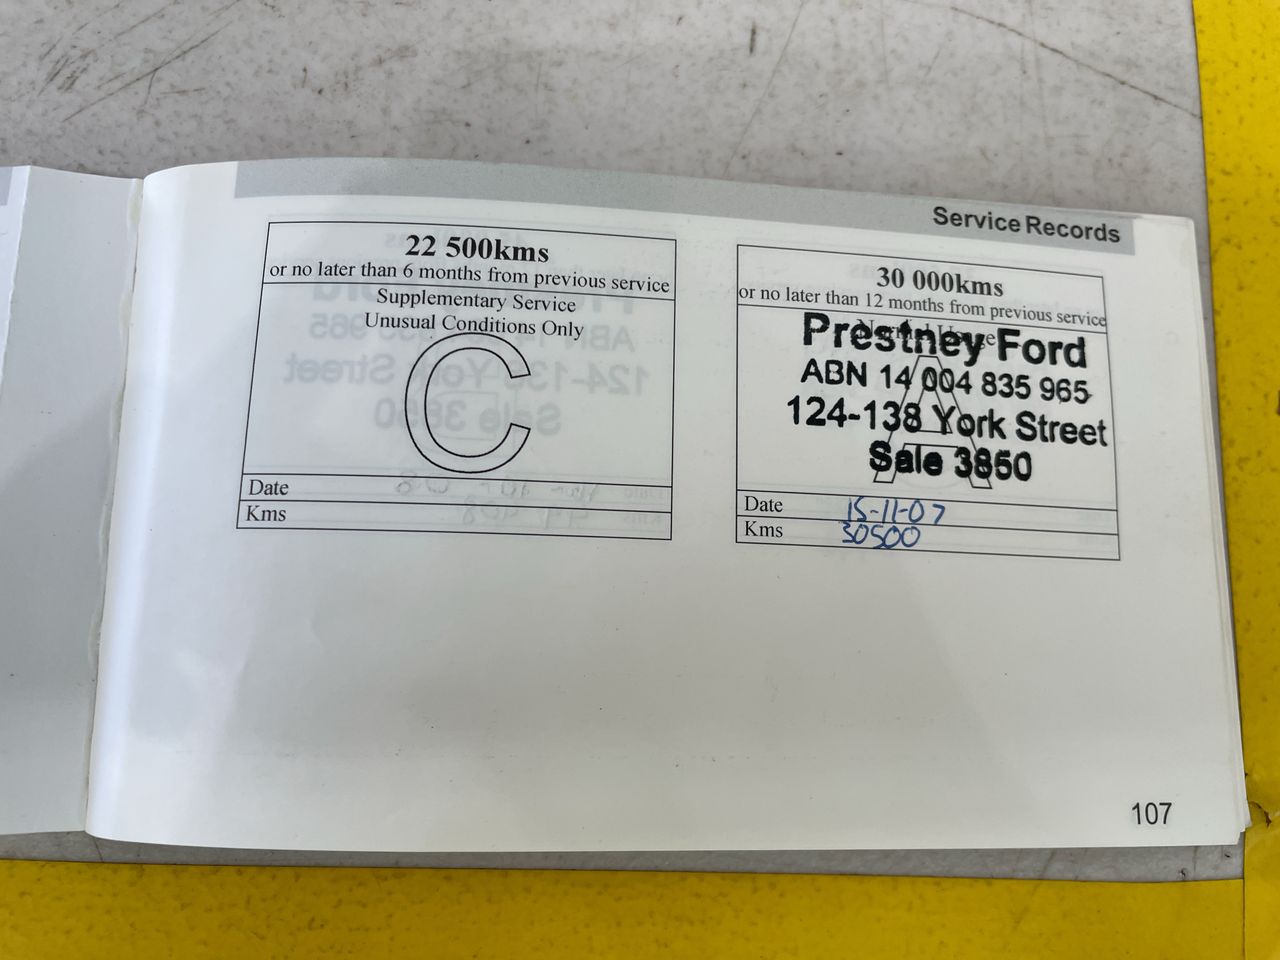 Service Records
22 500kms
or no later than 6 months from previous service
Supplementary Service
Unusual Conditions Only
C
Date
Kms
30 000kms
or no later than 12 months from previous service
Normal Usage
A
Prestney Ford
ABN 14 004 835 965
124-138 York Street
Sale 3850
Date 15-11-07
Kms 30500
107